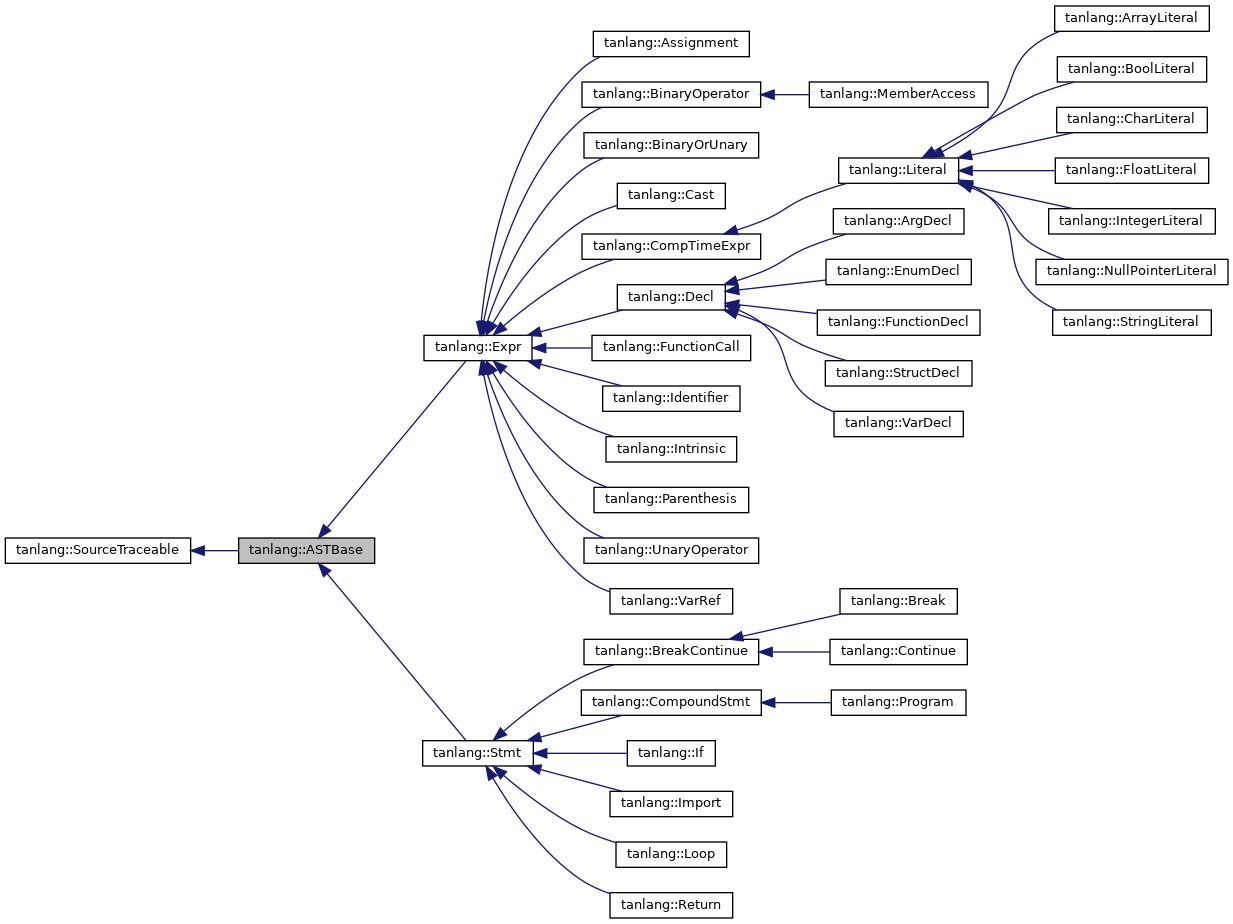 tanlang::ArrayLiteral
tanlang::Assignment
tanlang::BoolLiteral
tanlang::BinaryOperator
tanlang::MemberAccess
tanlang::CharLiteral
tanlang::BinaryOrUnary
tanlang::Literal
tanlang::FloatLiteral
tanlang::Cast
tanlang::ArgDecl
tanlang::IntegerLiteral
tanlang::CompTimeExpr
tanlang::EnumDecl
tanlang::NullPointerLiteral
tanlang::Decl
tanlang::FunctionDecl
tanlang::StringLiteral
tanlang::Expr
tanlang::FunctionCall
tanlang::StructDecl
tanlang::Identifier
tanlang::VarDecl
tanlang::Intrinsic
tanlang::Parenthesis
tanlang::SourceTraceable
tanlang::ASTBase
tanlang::UnaryOperator
tanlang::VarRef
tanlang::Break
tanlang::BreakContinue
tanlang::Continue
tanlang::CompoundStmt
tanlang::Program
tanlang::Stmt
tanlang::If
tanlang::Import
tanlang::Loop
tanlang::Return